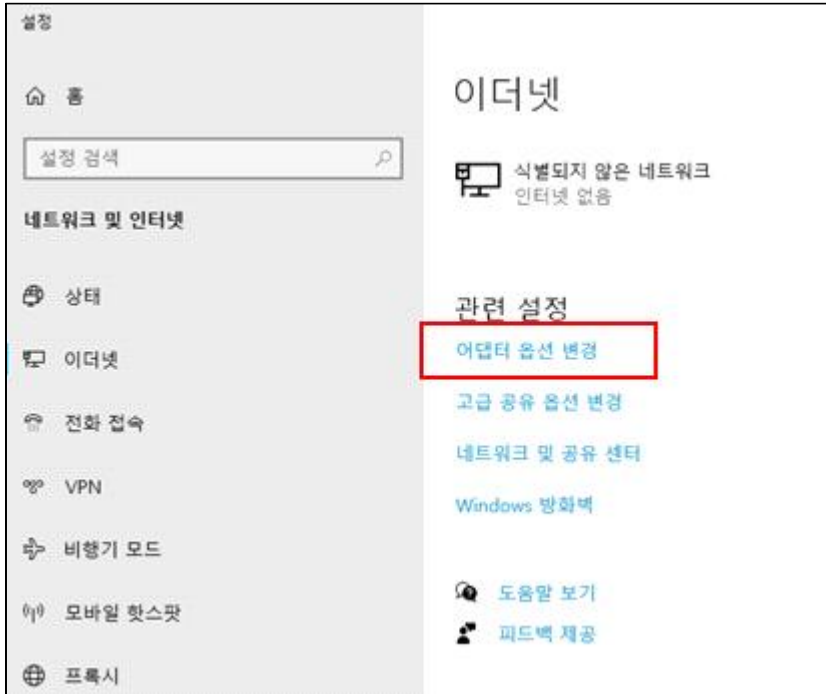 설정
홈
설정 검색
네트워크 및 인터넷
상태
이더넷
전화 접속
VPN
비행기 모드
모바일 핫스팟
프록시
이더넷
식별되지 않은 네트워크
인터넷 없음
관련 설정
어댑터 옵션 변경
고급 공유 옵션 변경
네트워크 및 공유 센터
Windows 방화벽
도움말 보기
피드백 제공